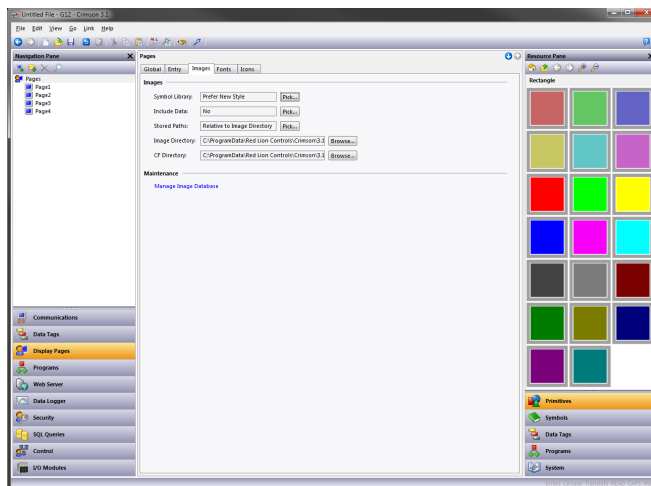 Untitled File - G12 - Crimson 3.1
File Edit View Go Link Help
Navigation Pane X
Pages
Page1
Page2
Page3
Page4
Communications
Data Tags
Display Pages
Programs
Web Server
Data Logger
Security
SQL Queries
Control
I/O Modules
Pages
Global Entry Images Fonts Icons
Images
Symbol Library: Prefer New Style Pick...
Include Data: No Pick...
Stored Paths: Relative to Image Directory Pick...
Image Directory: C:\ProgramData\Red Lion Controls\Crimson\3.1 Browse...
CF Directory: C:\ProgramData\Red Lion Controls\Crimson\3.1 Browse...
Maintenance
Manage Image Database
Resource Pane X
Rectangle
Primitives
Symbols
Data Tags
Programs
System